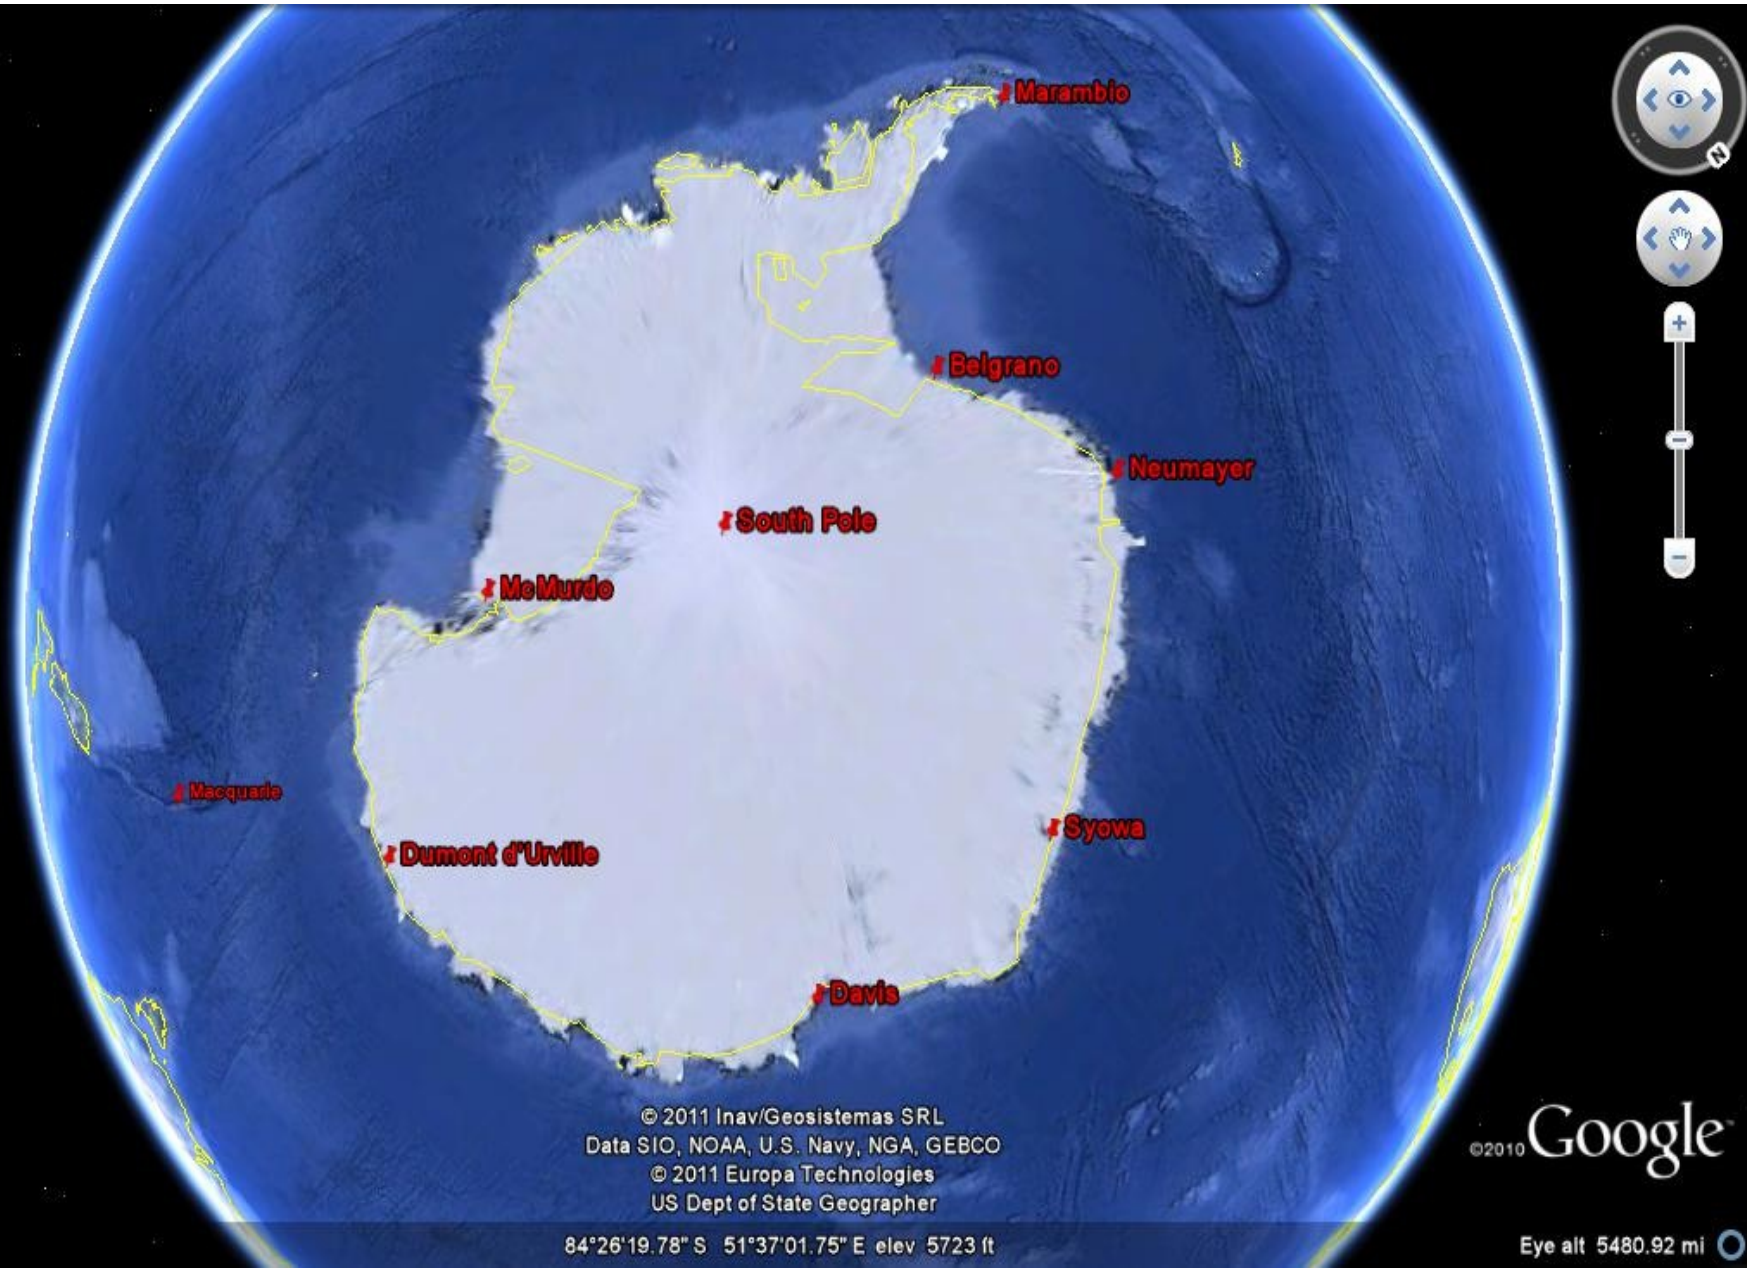 Marambio
N
Belgrano
Neumayer
South Pole
McMurdo
Macquarie
Syowa
Dumont d'Urville
Davis
© 2011 Inav/Geosistemas SRL
Data SIO, NOAA, U.S. Navy, NGA, GEBCO
© 2011 Europa Technologies
US Dept of State Geographer
©2010 Google™
84°26'19.78" S 51°37'01.75" E elev 5723 ft
Eye alt 5480.92 mi